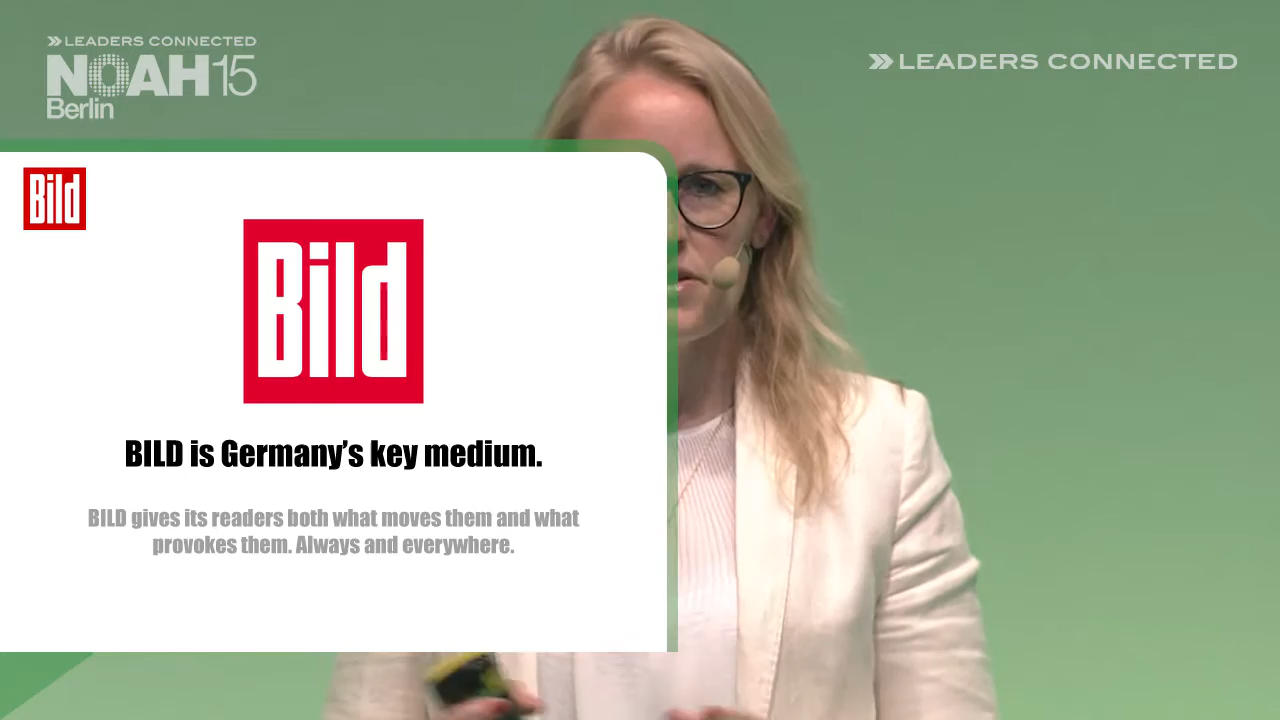 LEADERS CONNECTED
NOAH15
Berlin
LEADERS CONNECTED
Bild
Bild
BILD is Germany’s key medium.
BILD gives its readers both what moves them and what
provokes them. Always and everywhere.